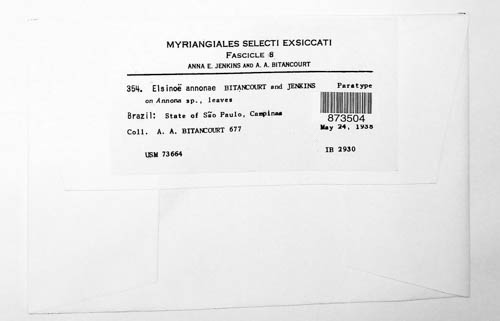 MYRIANGIALES SELECTI EXSICCATI
FASCICLE 8
ANNA E. JENKINS AND A. A. BITANCOURT
354. Elsinoë annonae BITANCOURT and JENKINS Paratype
on Annona sp., leaves
Brazil: State of São Paulo, Campinas
873504
May 24, 1938
Coll. A. A. BITANCOURT 677
USM 73664 IB 2930